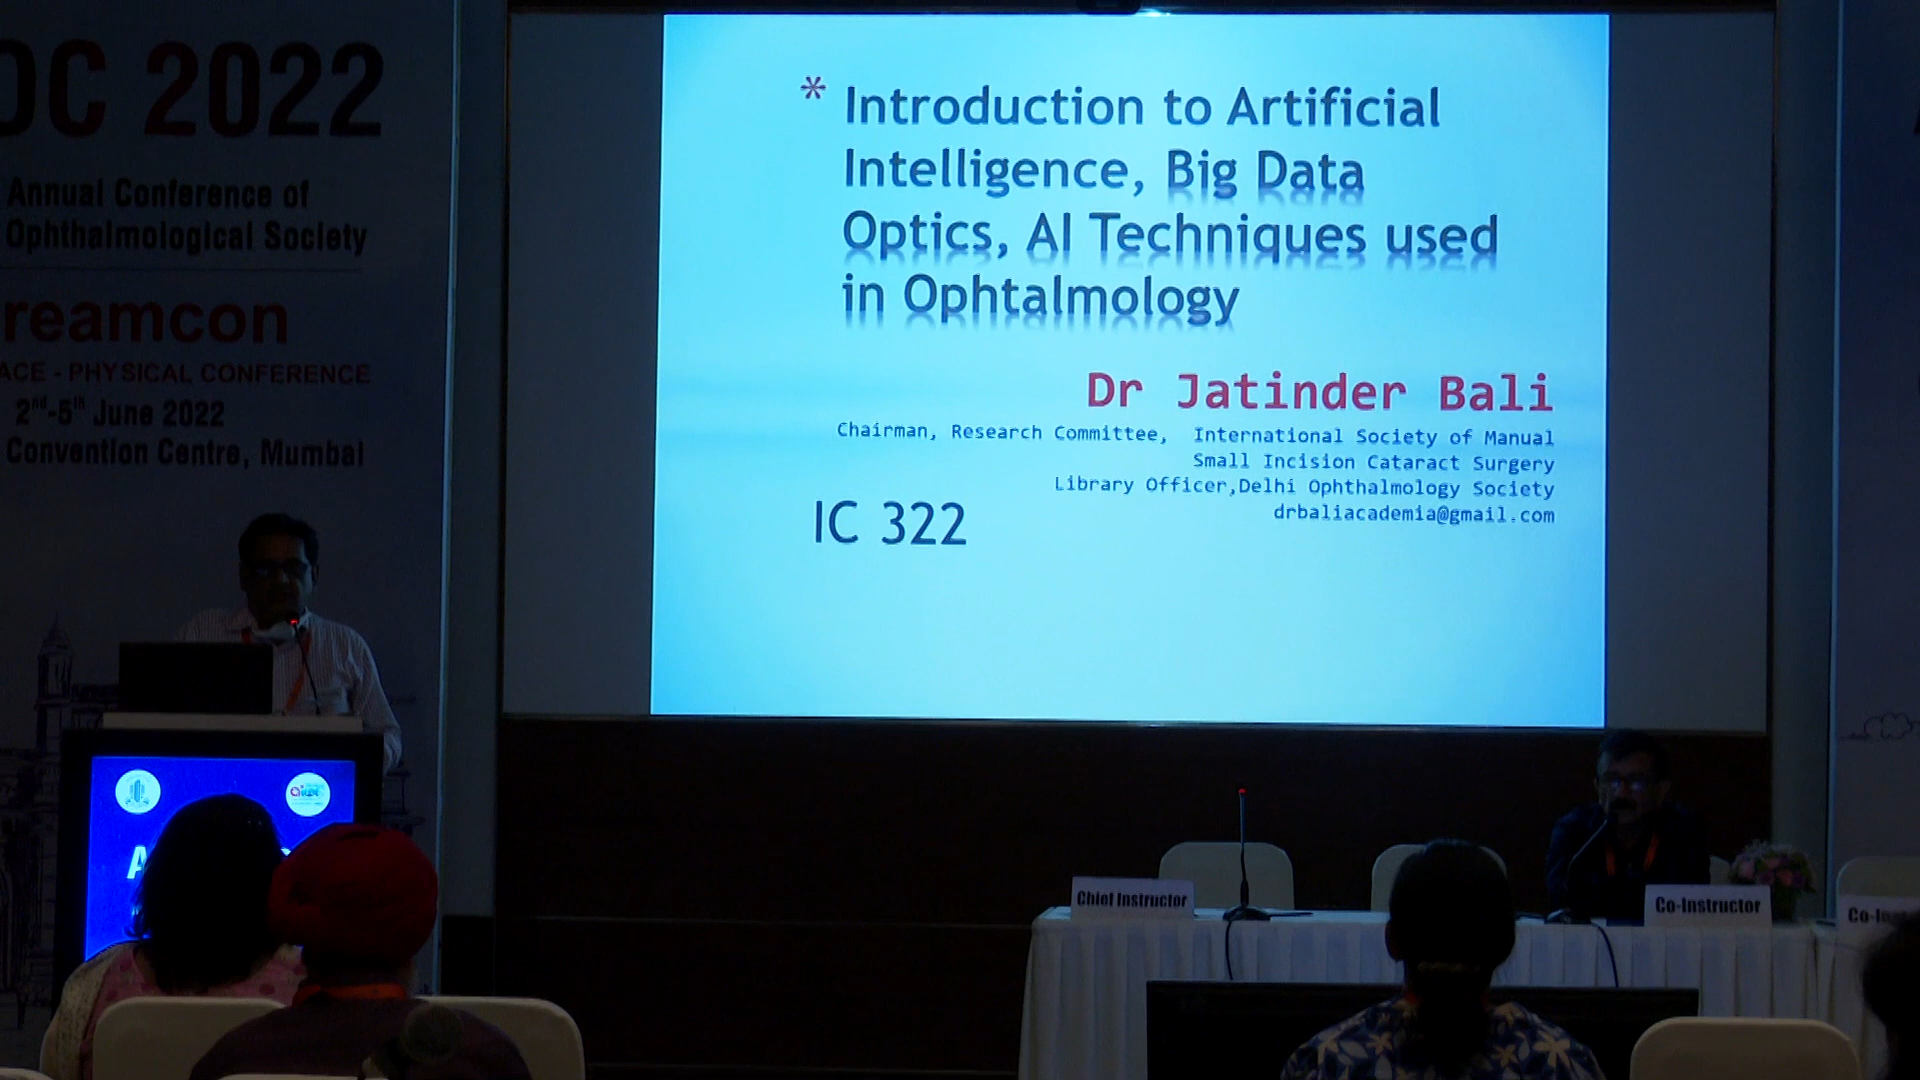 OC 2022
Annual Conference of
Ophthalmological Society
reamcon
ACE - PHYSICAL CONFERENCE
2nd-5th June 2022
Convention Centre, Mumbai
* Introduction to Artificial
Intelligence, Big Data
Optics, AI Techniques used
in Ophtalmology
Dr Jatinder Bali
Chairman, Research Committee, International Society of Manual
Small Incision Cataract Surgery
Library Officer,Delhi Ophthalmology Society
drbaliacademia@gmail.com
IC 322
A
Chief Instructor
Co-Instructor
Co-In